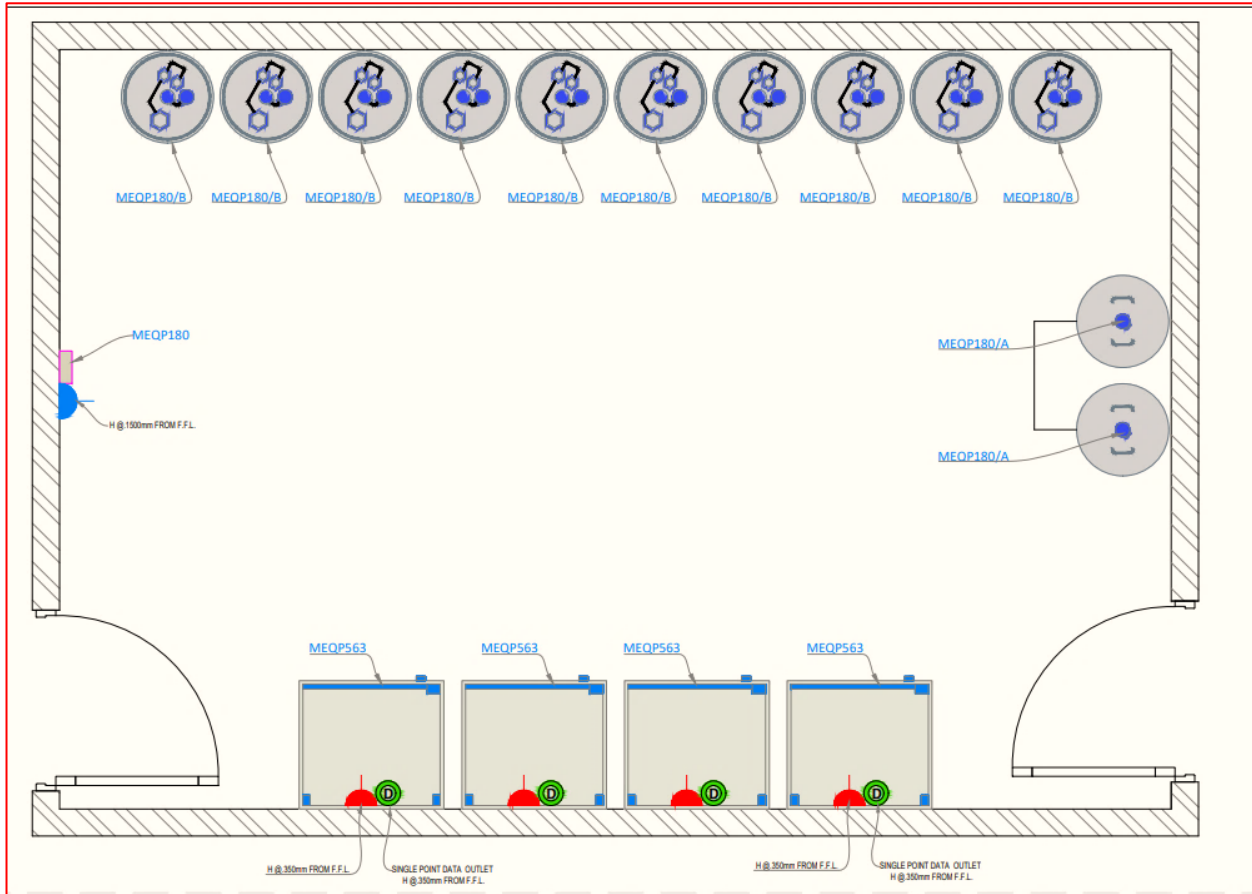 MEQP180/B MEQP180/B MEQP180/B MEQP180/B MEQP180/B MEQP180/B MEQP180/B MEQP180/B MEQP180/B MEQP180/B
MEQP180
MEQP180/A
H @.1500mm FROM F.F.L.
MEQP180/A
MEQP563 MEQP563 MEQP563 MEQP563
D D D D
H @.350mm FROM F.F.L.
SINGLE POINT DATA OUTLET
H @.350mm FROM F.F.L.
H @.350mm FROM F.F.L.
SINGLE POINT DATA OUTLET
H @.350mm FROM F.F.L.